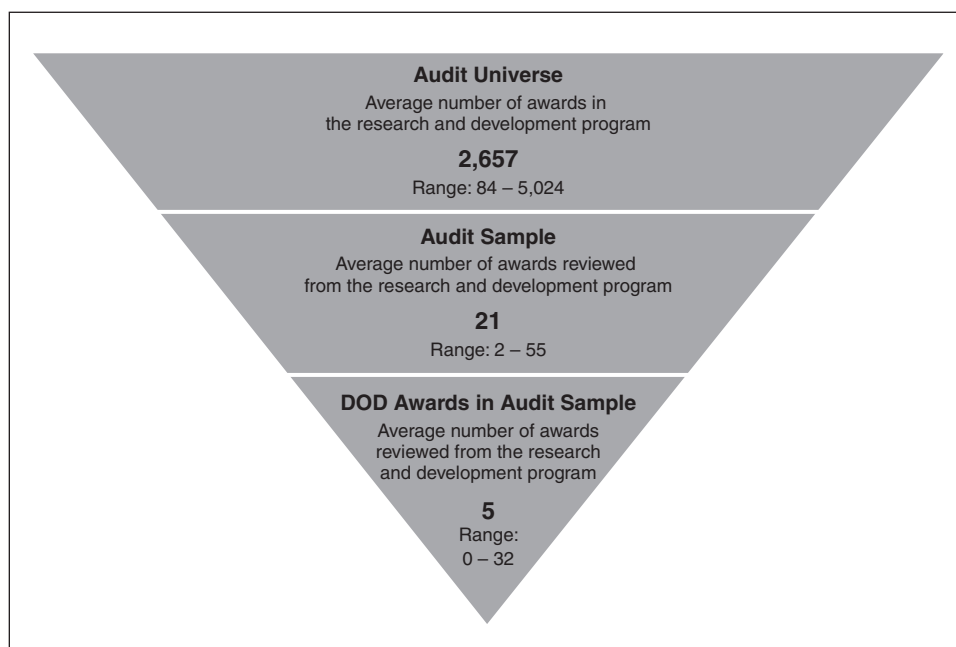 Audit Universe
Average number of awards in
the research and development program
2,657
Range: 84 – 5,024
Audit Sample
Average number of awards reviewed
from the research and development program
21
Range: 2 – 55
DOD Awards in Audit Sample
Average number of awards
reviewed from the research
and development program
5
Range:
0 – 32